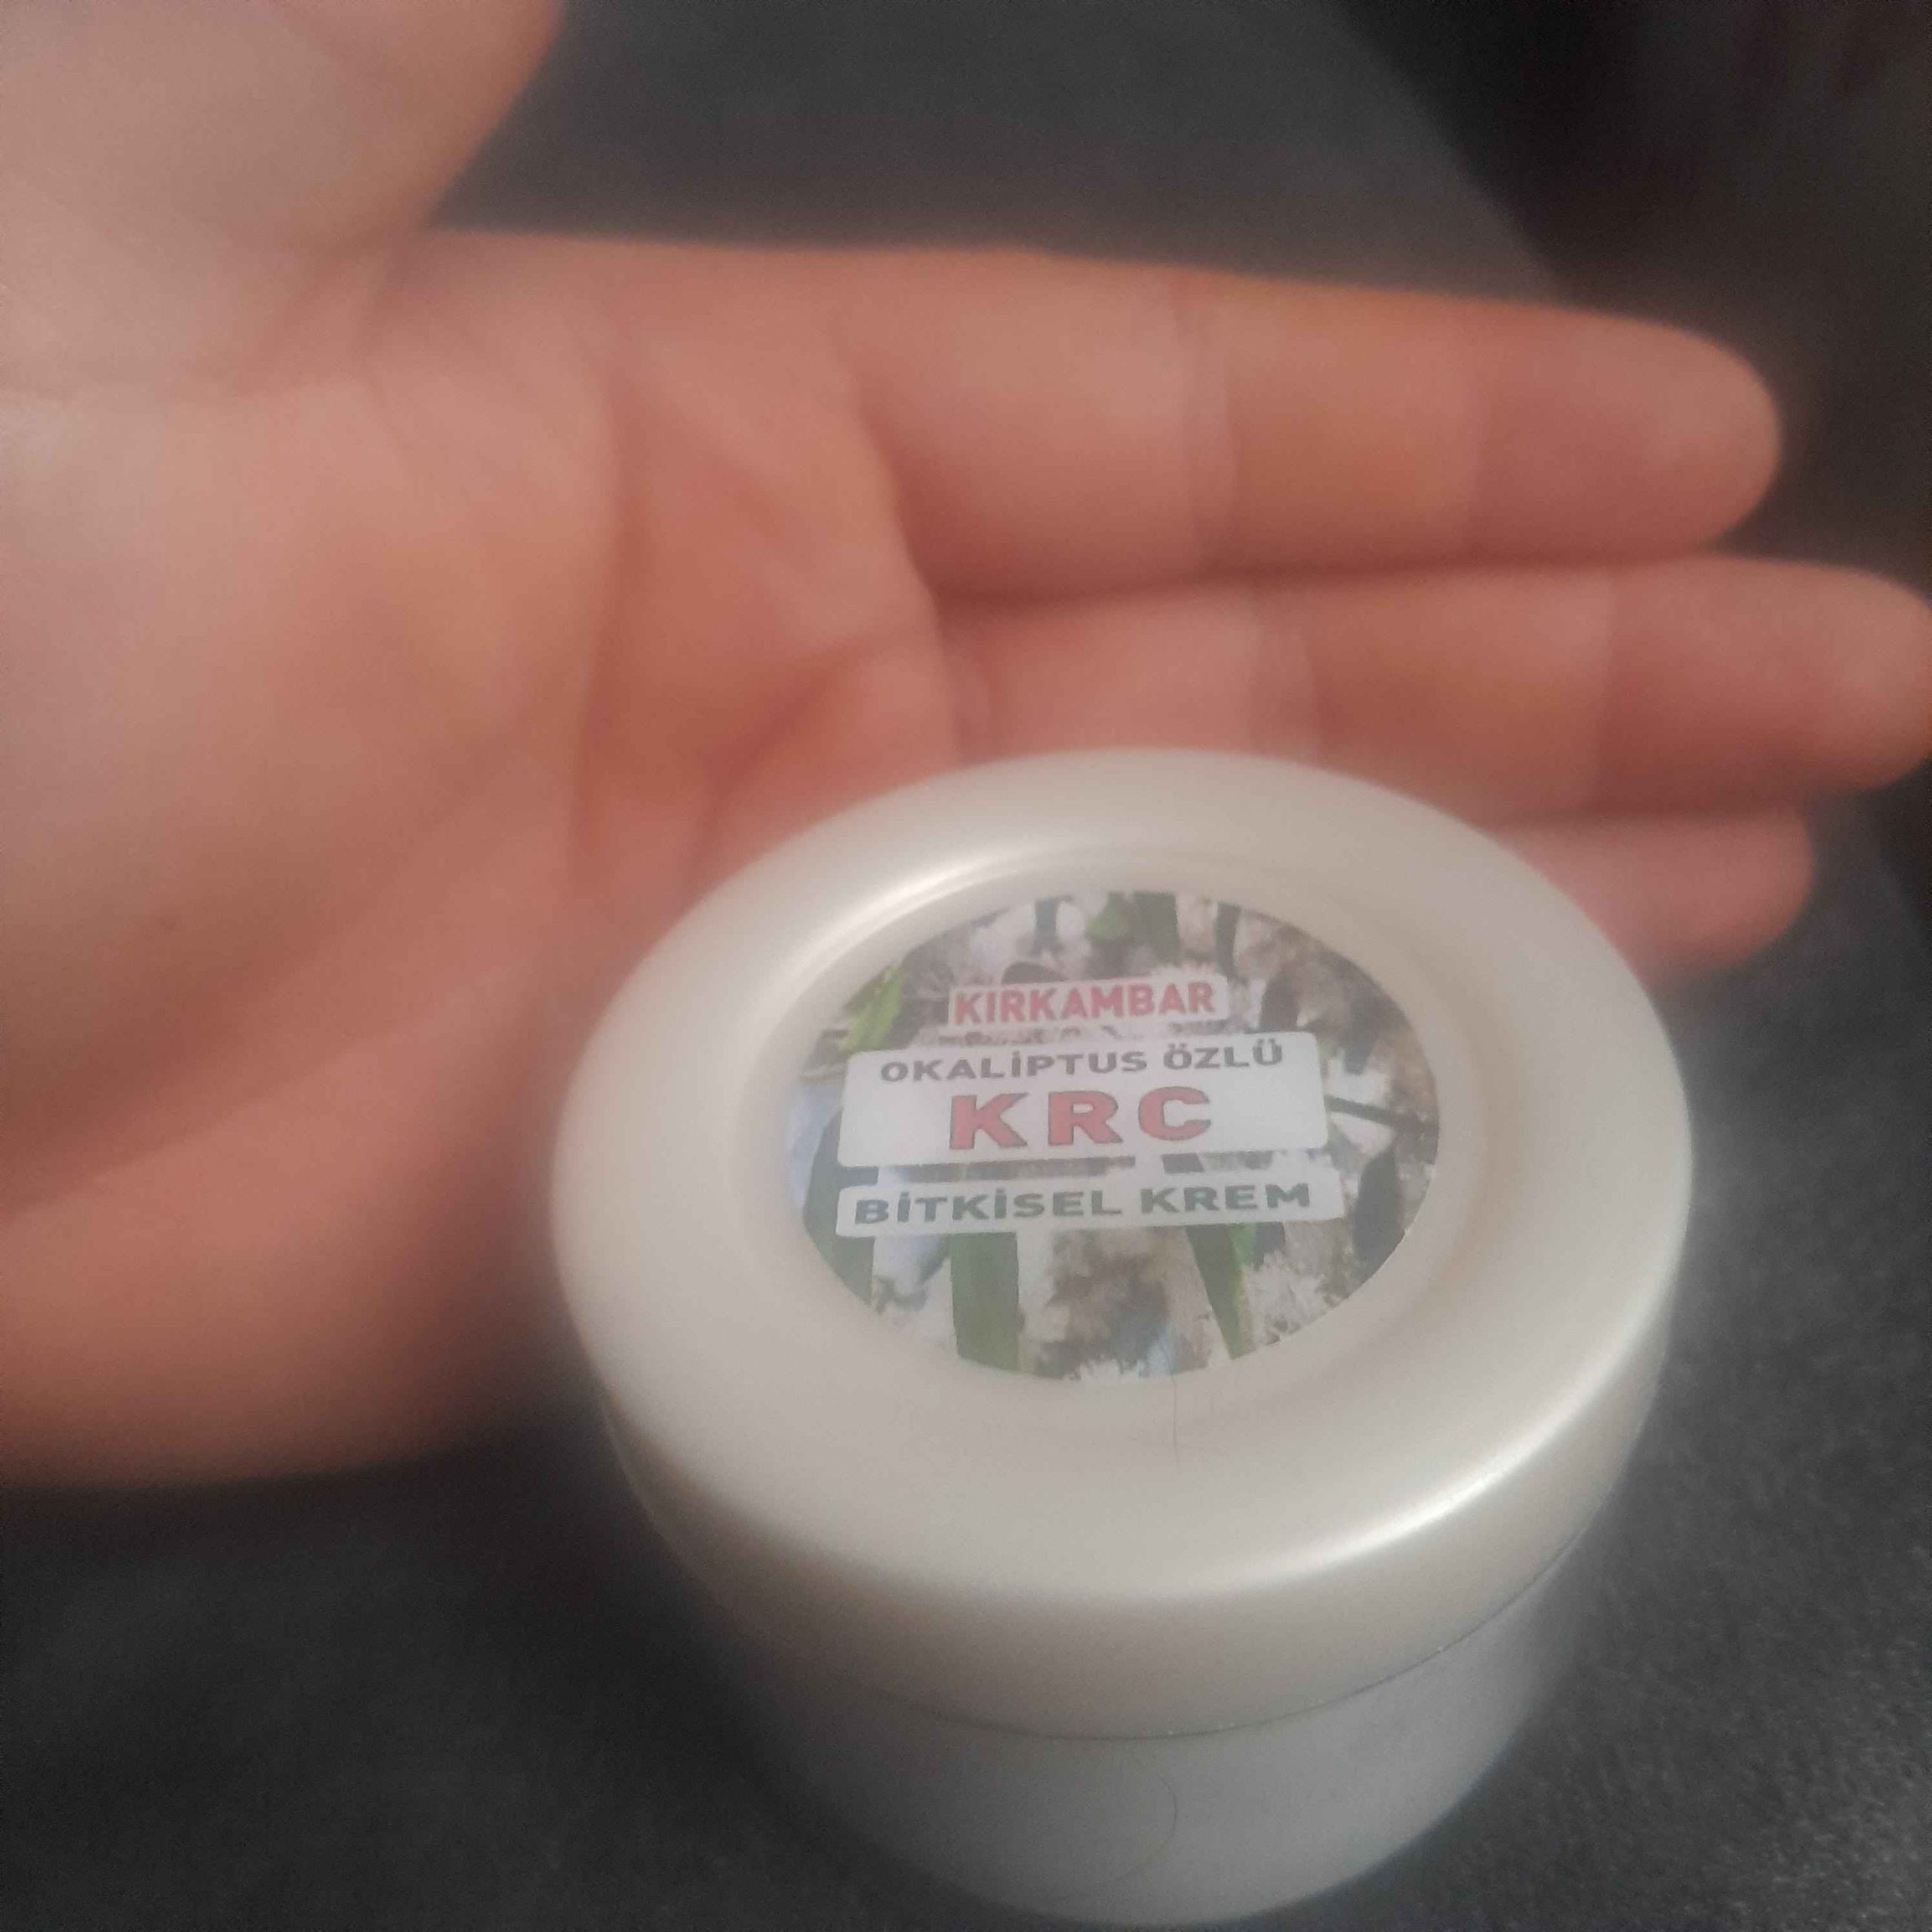 KIRKAMBAR
OKALİPTUS ÖZLÜ
KRC
BİTKİSEL KREM